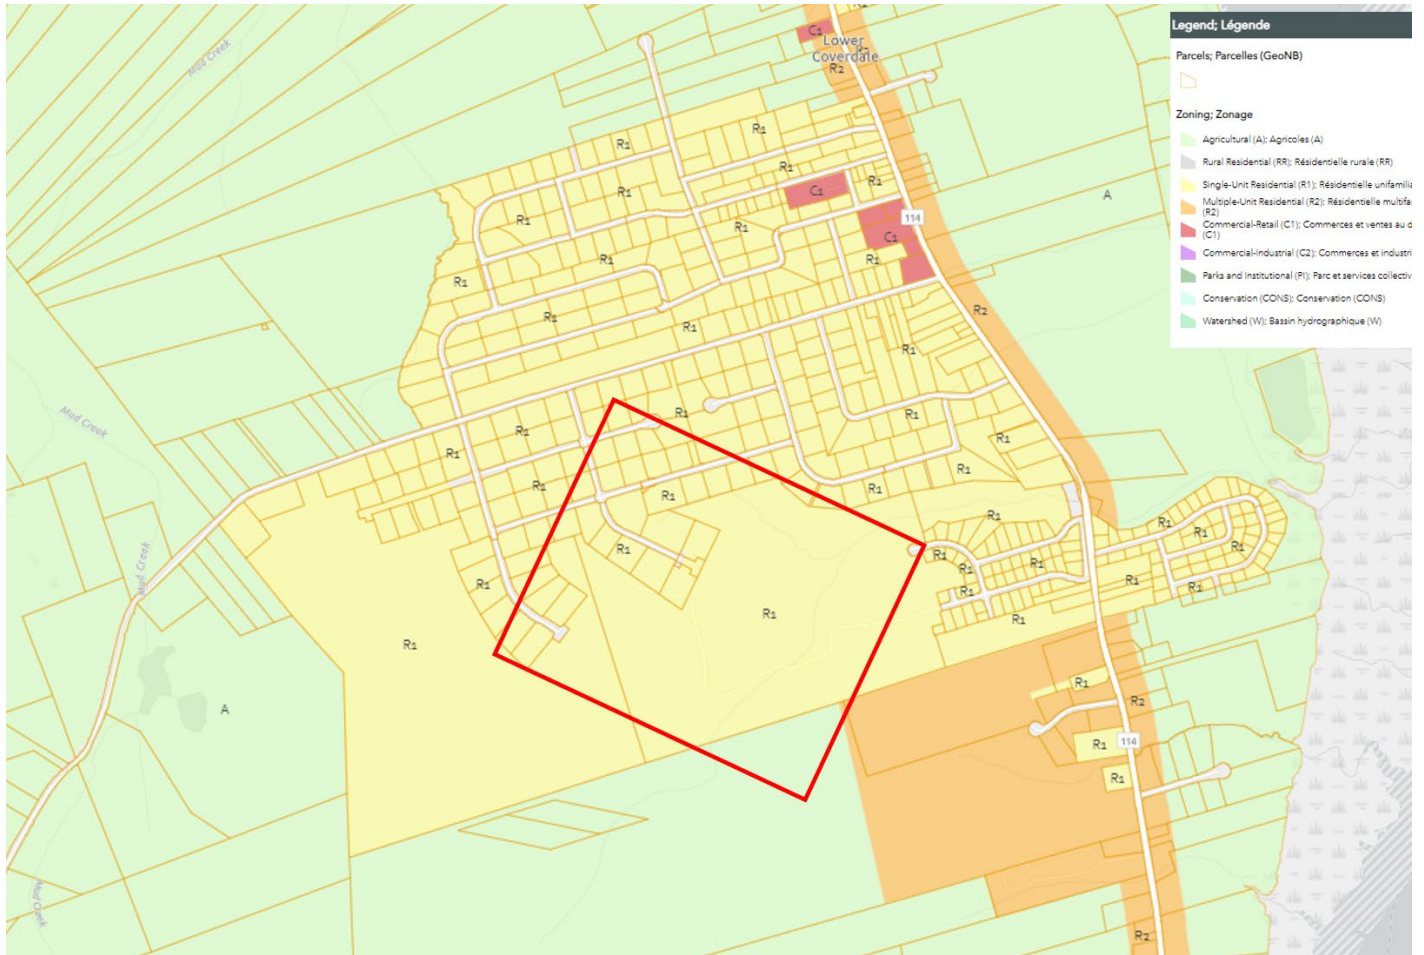 Legend; Légende
Parcels; Parcelles (GeoNB)
Zoning; Zonage
Agricultural (A); Agricoles (A)
Rural Residential (RR); Résidentielle rurale (RR)
Single-Unit Residential (R1); Résidentielle unifamilia
Multiple-Unit Residential (R2); Résidentielle multifa
(R2)
Commercial-Retail (C1); Commerces et ventes au d
(C1)
Commercial-Industrial (C2); Commerces et industri
Parks and Institutional (PI); Parc et services collectiv
Conservation (CONS); Conservation (CONS)
Watershed (W); Bassin hydrographique (W)
Mud Creek
C1
Lower
Coverdale
R1
R2
R1
R1
R1
R1
R1
C1
R1
A
R1
R1
114
C1
R1
R1
R1
R1
R2
R1
R1
R1
R1
R1
Mud Creek
R1
R1
R1
R1
R1
R1
R1
R1
R1
R1
R1
Mud Creek
R1
R1
R1
R1
R1
R1
R1
R1
R1
R1
R1
R1
R1
A
R2
R1
114
R1
Mud Creek
R2